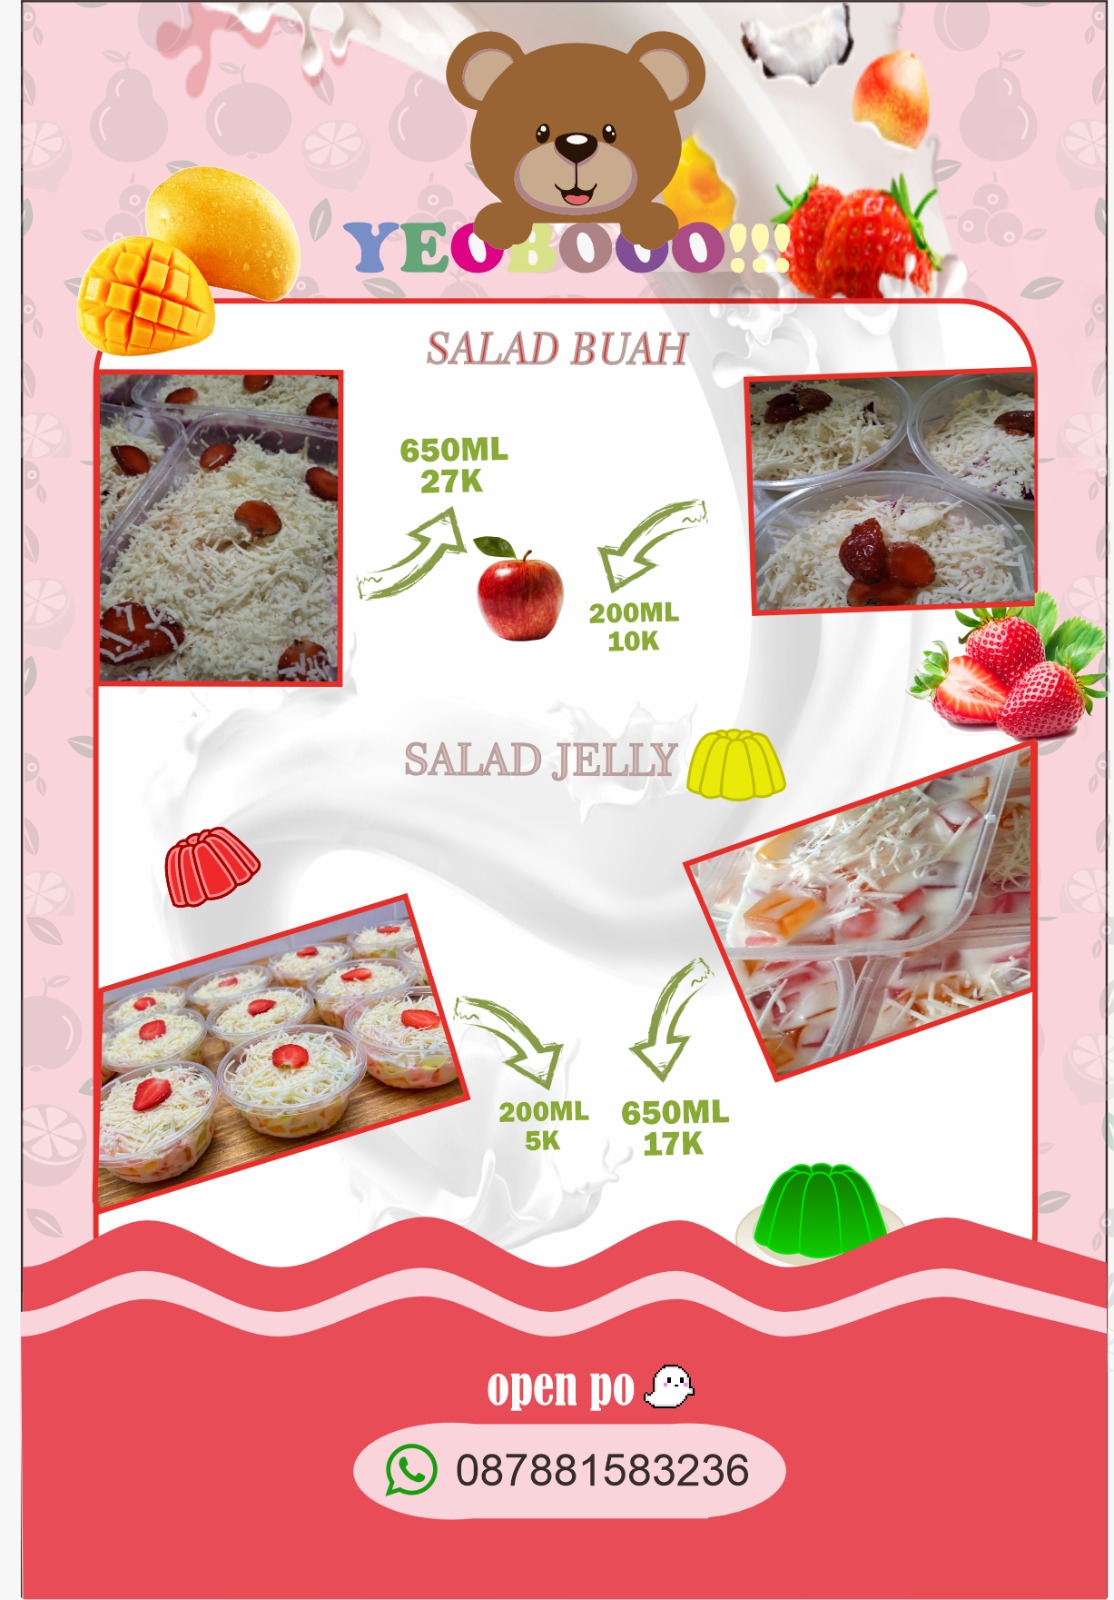 YEOBOOO!!!
SALAD BUAH
650ML
27K
200ML
10K
SALAD JELLY
200ML
5K
650ML
17K
open po
087881583236